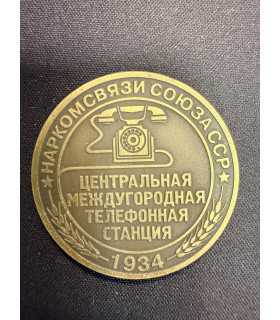 ★ НАРКОМСВЯЗИ СОЮЗА ССР ★
ЦЕНТРАЛЬНАЯ
МЕЖДУГОРОДНАЯ
ТЕЛЕФОННАЯ
СТАНЦИЯ
1934